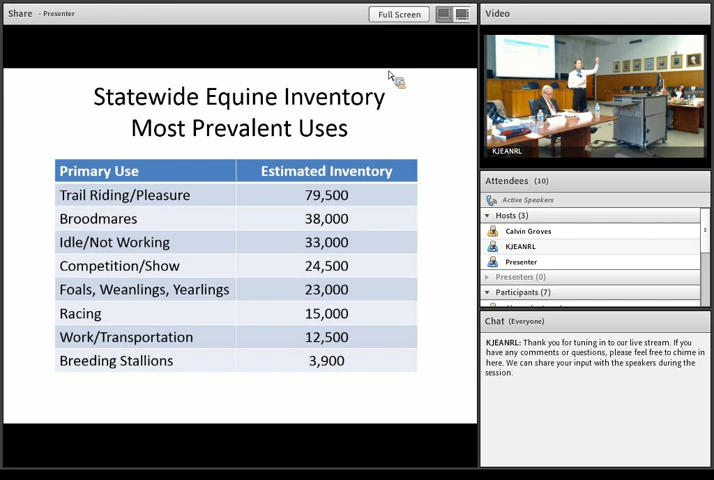 Share - Presenter
Full Screen
Statewide Equine Inventory
Most Prevalent Uses
Primary Use Estimated Inventory
Trail Riding/Pleasure 79,500
Broodmares 38,000
Idle/Not Working 33,000
Competition/Show 24,500
Foals, Weanlings, Yearlings 23,000
Racing 15,000
Work/Transportation 12,500
Breeding Stallions 3,900
Video
KJEANRL
Attendees (10)
Active Speakers
Hosts (3)
Calvin Groves
KJEANRL
Presenter
Presenters (0)
Participants (7)
Chat (Everyone)
KJEANRL: Thank you for tuning in to our live stream. If you
have any comments or questions, please feel free to chime in
here. We can share your input with the speakers during the
session.